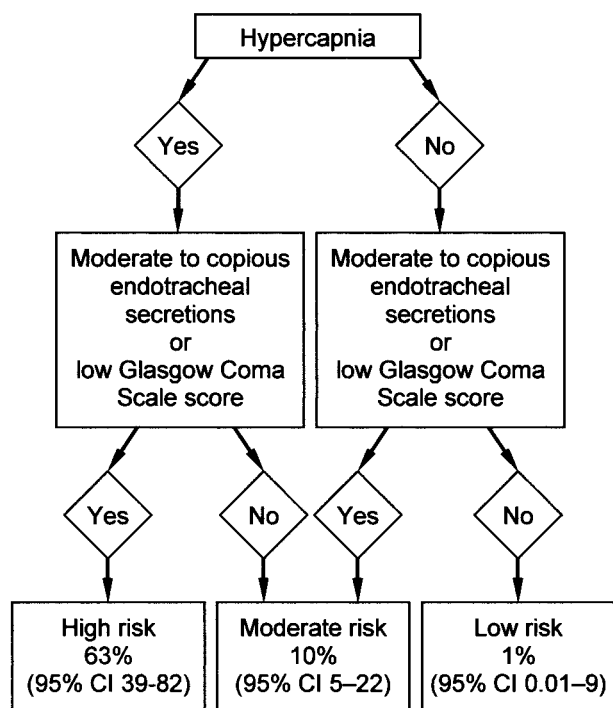 Hypercapnia
Yes
No
Moderate to copious
endotracheal
secretions
or
low Glasgow Coma
Scale score
Moderate to copious
endotracheal
secretions
or
low Glasgow Coma
Scale score
Yes
No
Yes
No
High risk
63%
(95% CI 39-82)
Moderate risk
10%
(95% CI 5–22)
Low risk
1%
(95% CI 0.01–9)